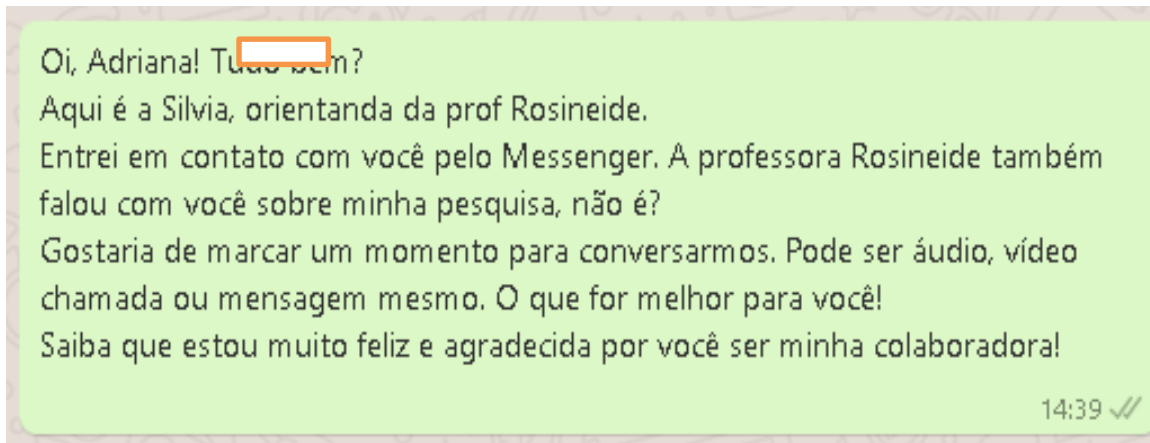 Oi, Adriana! Tudo bem?
Aqui é a Silvia, orientanda da prof Rosineide.
Entrei em contato com você pelo Messenger. A professora Rosineide também
falou com você sobre minha pesquisa, não é?
Gostaria de marcar um momento para conversarmos. Pode ser áudio, vídeo
chamada ou mensagem mesmo. O que for melhor para você!
Saiba que estou muito feliz e agradecida por você ser minha colaboradora!
14:39